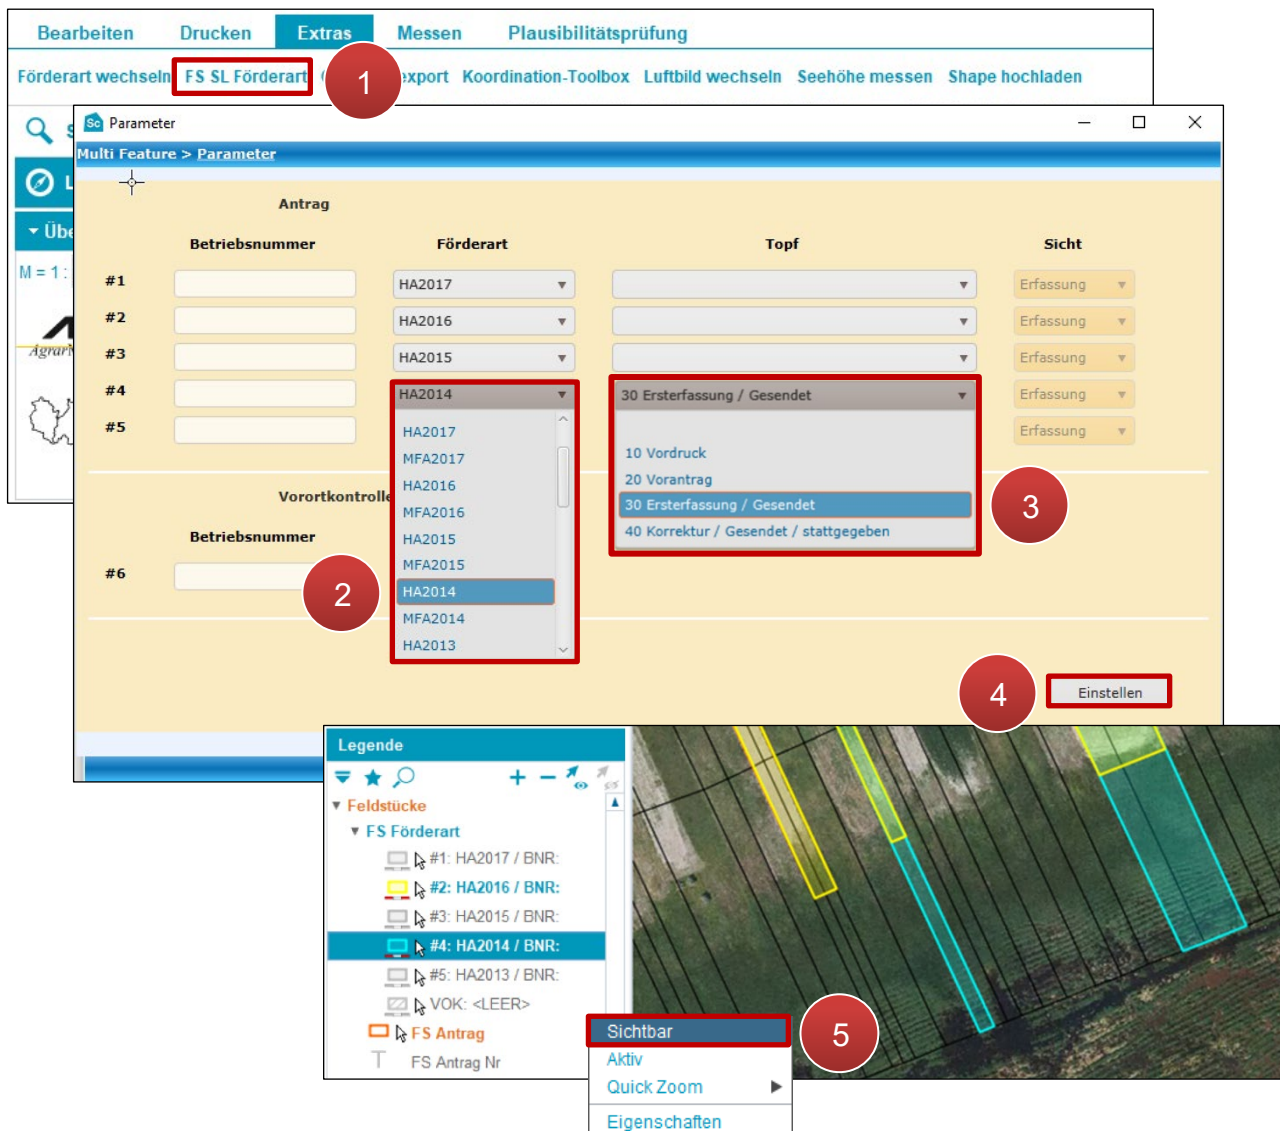 Bearbeiten Drucken Extras Messen Plausibilitätsprüfung
Förderart wechseln FS SL Förderart export Koordination-Toolbox Luftbild wechseln Seehöhe messen Shape hochladen
1
Sc Parameter
Multi Feature > Parameter
Antrag
Betriebsnummer Förderart Topf Sicht
M = 1 :
#1 HA2017 Erfassung
#2 HA2016 Erfassung
#3 HA2015 Erfassung
#4 HA2014 30 Ersterfassung / Gesendet Erfassung
#5 Erfassung
HA2017
MFA2017
HA2016
MFA2016
HA2015
MFA2015
HA2014
MFA2014
HA2013
10 Vordruck
20 Vorantrag
30 Ersterfassung / Gesendet
40 Korrektur / Gesendet / stattgegeben
3
Vorortkontrolle
Betriebsnummer
#6
2
4
Einstellen
Legende
Feldstücke
FS Förderart
#1: HA2017 / BNR:
#2: HA2016 / BNR:
#3: HA2015 / BNR:
#4: HA2014 / BNR:
#5: HA2013 / BNR:
VOK: <LEER>
FS Antrag
FS Antrag Nr
Sichtbar
5
Aktiv
Quick Zoom
Eigenschaften